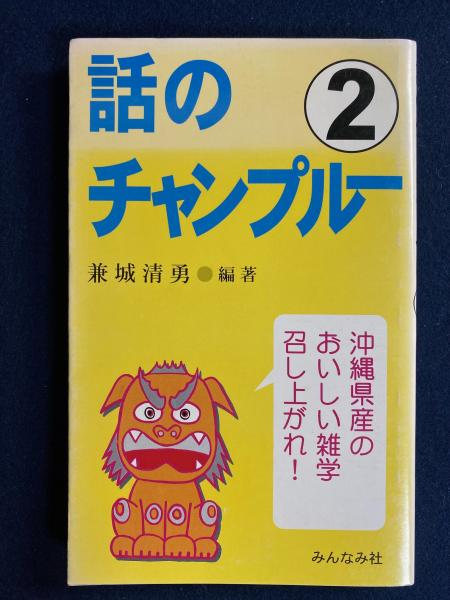 話の
②
チャンプルー
兼城清勇●編著
沖縄県産の
おいしい雑学
召し上がれ！
みんなみ社